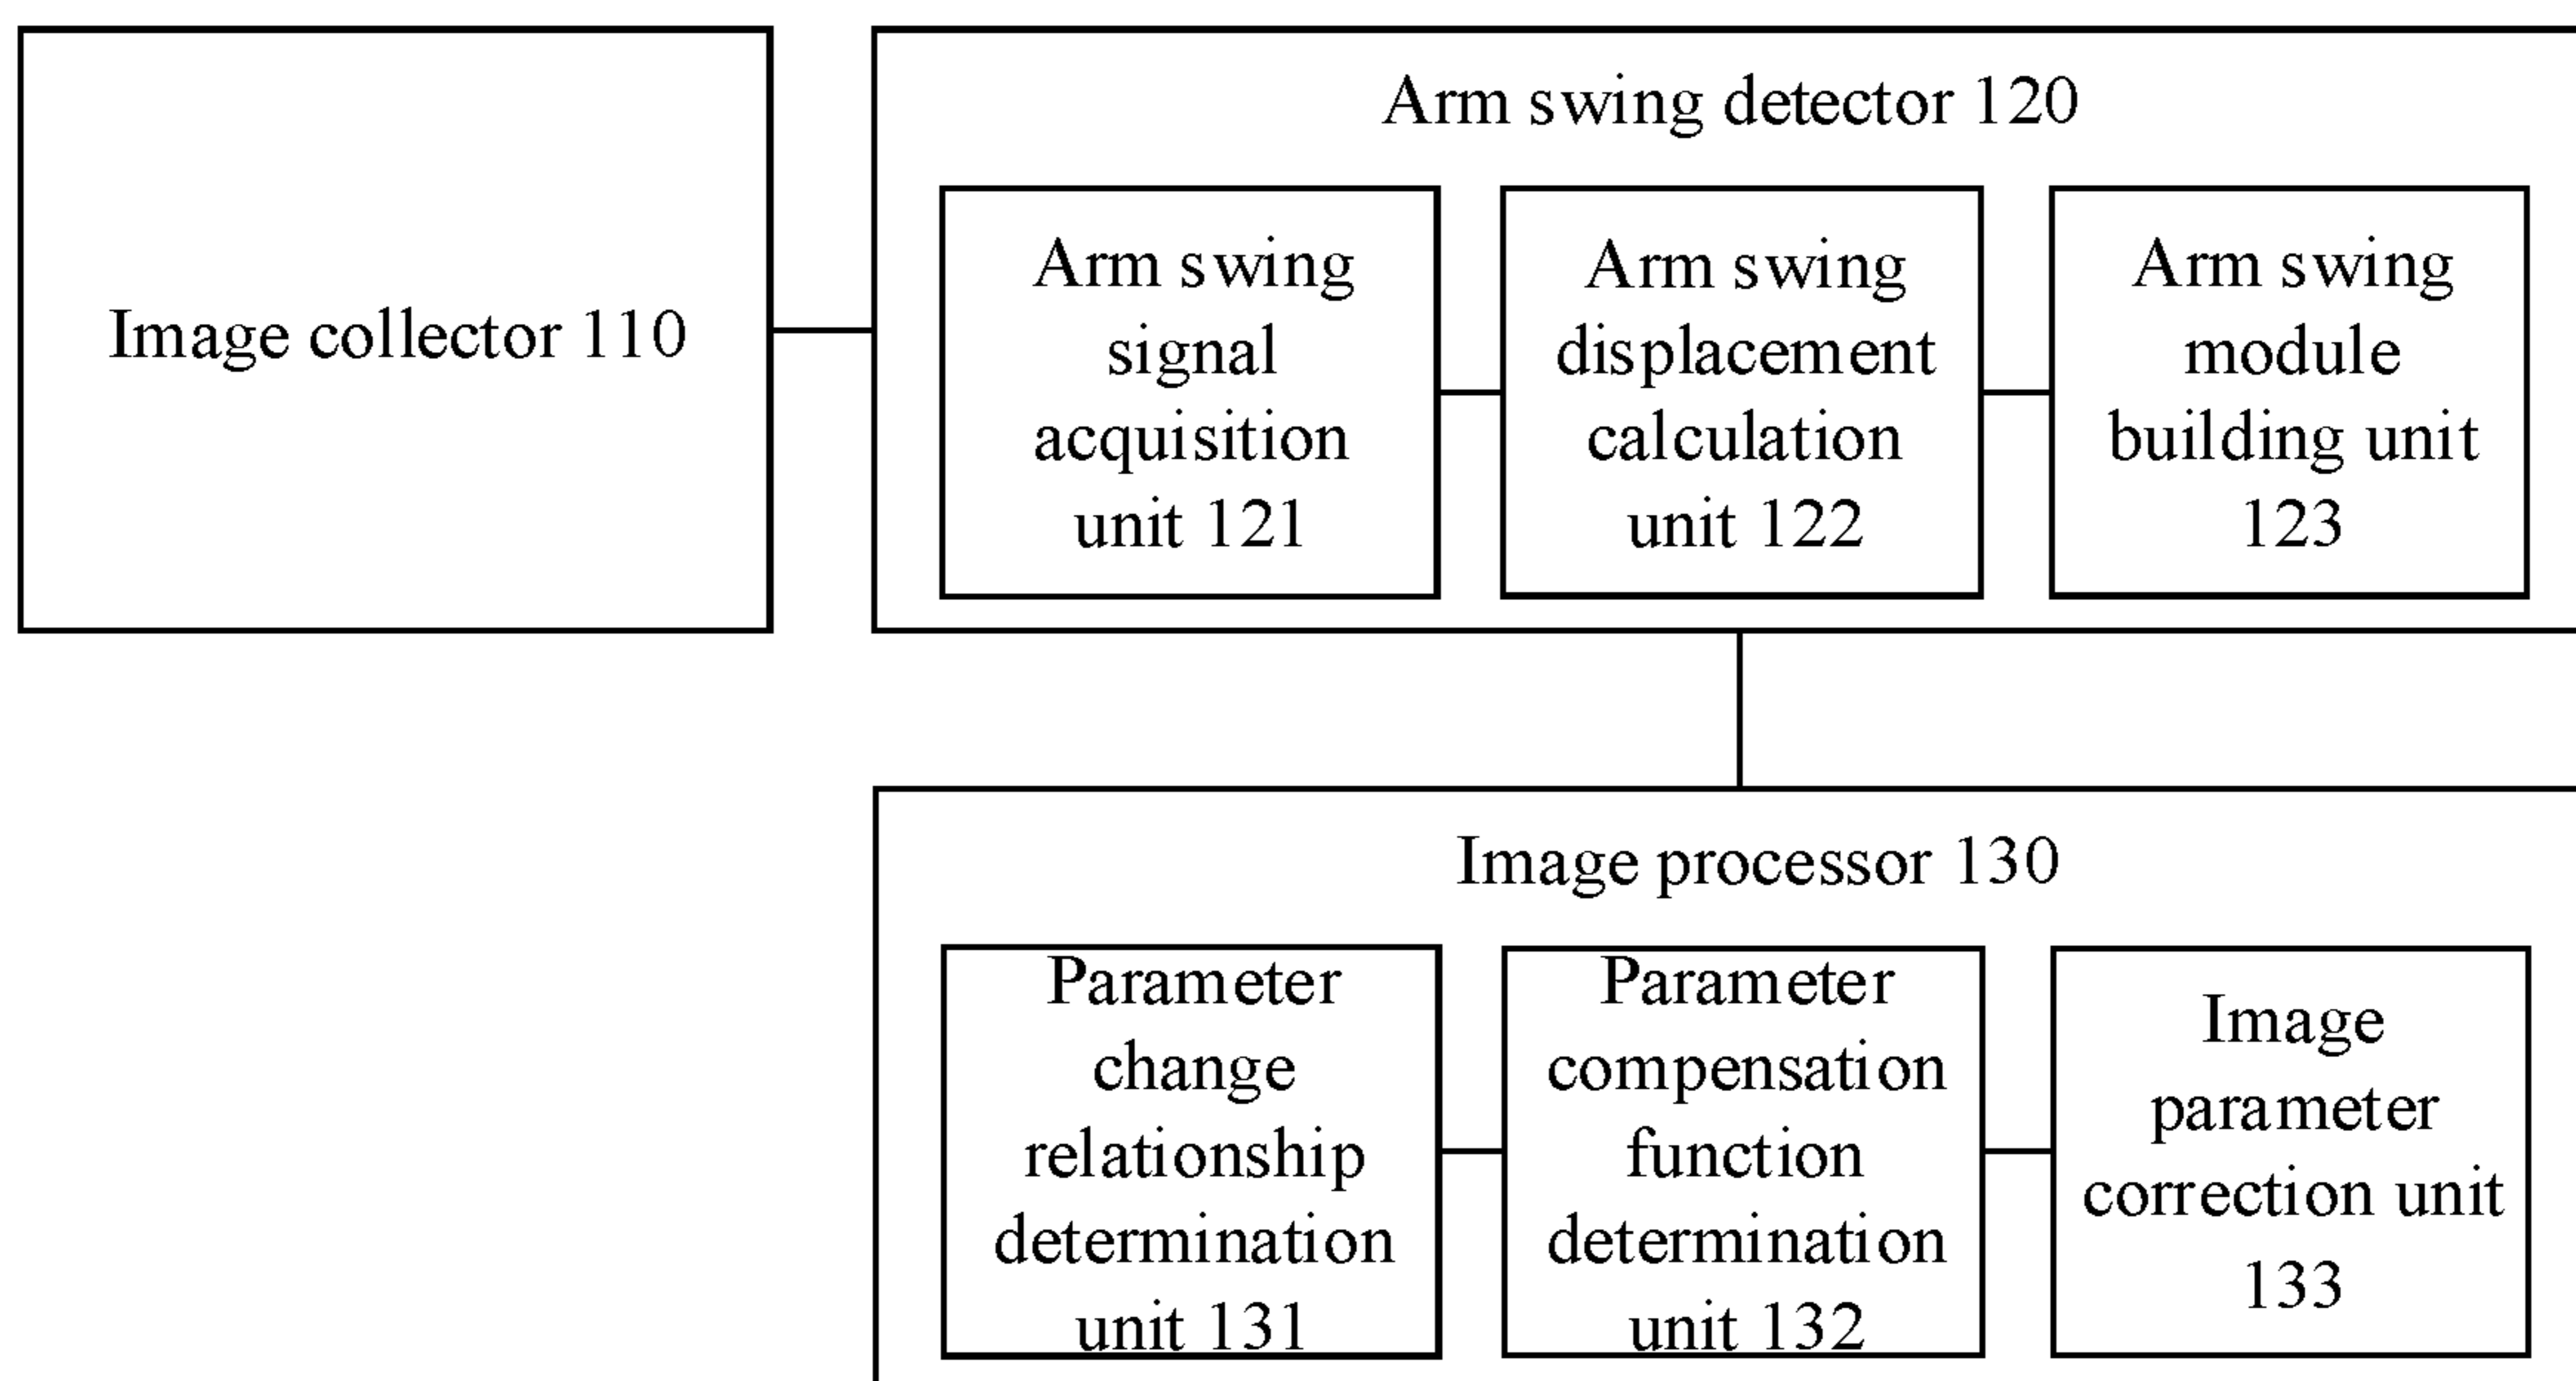 Image collector 110
Arm swing detector 120
Arm swing
signal
acquisition
unit 121
Arm swing
displacement
calculation
unit 122
Arm swing
module
building unit
123
Image processor 130
Parameter
change
relationship
determination
unit 131
Parameter
compensation
function
determination
unit 132
Image
parameter
correction unit
133